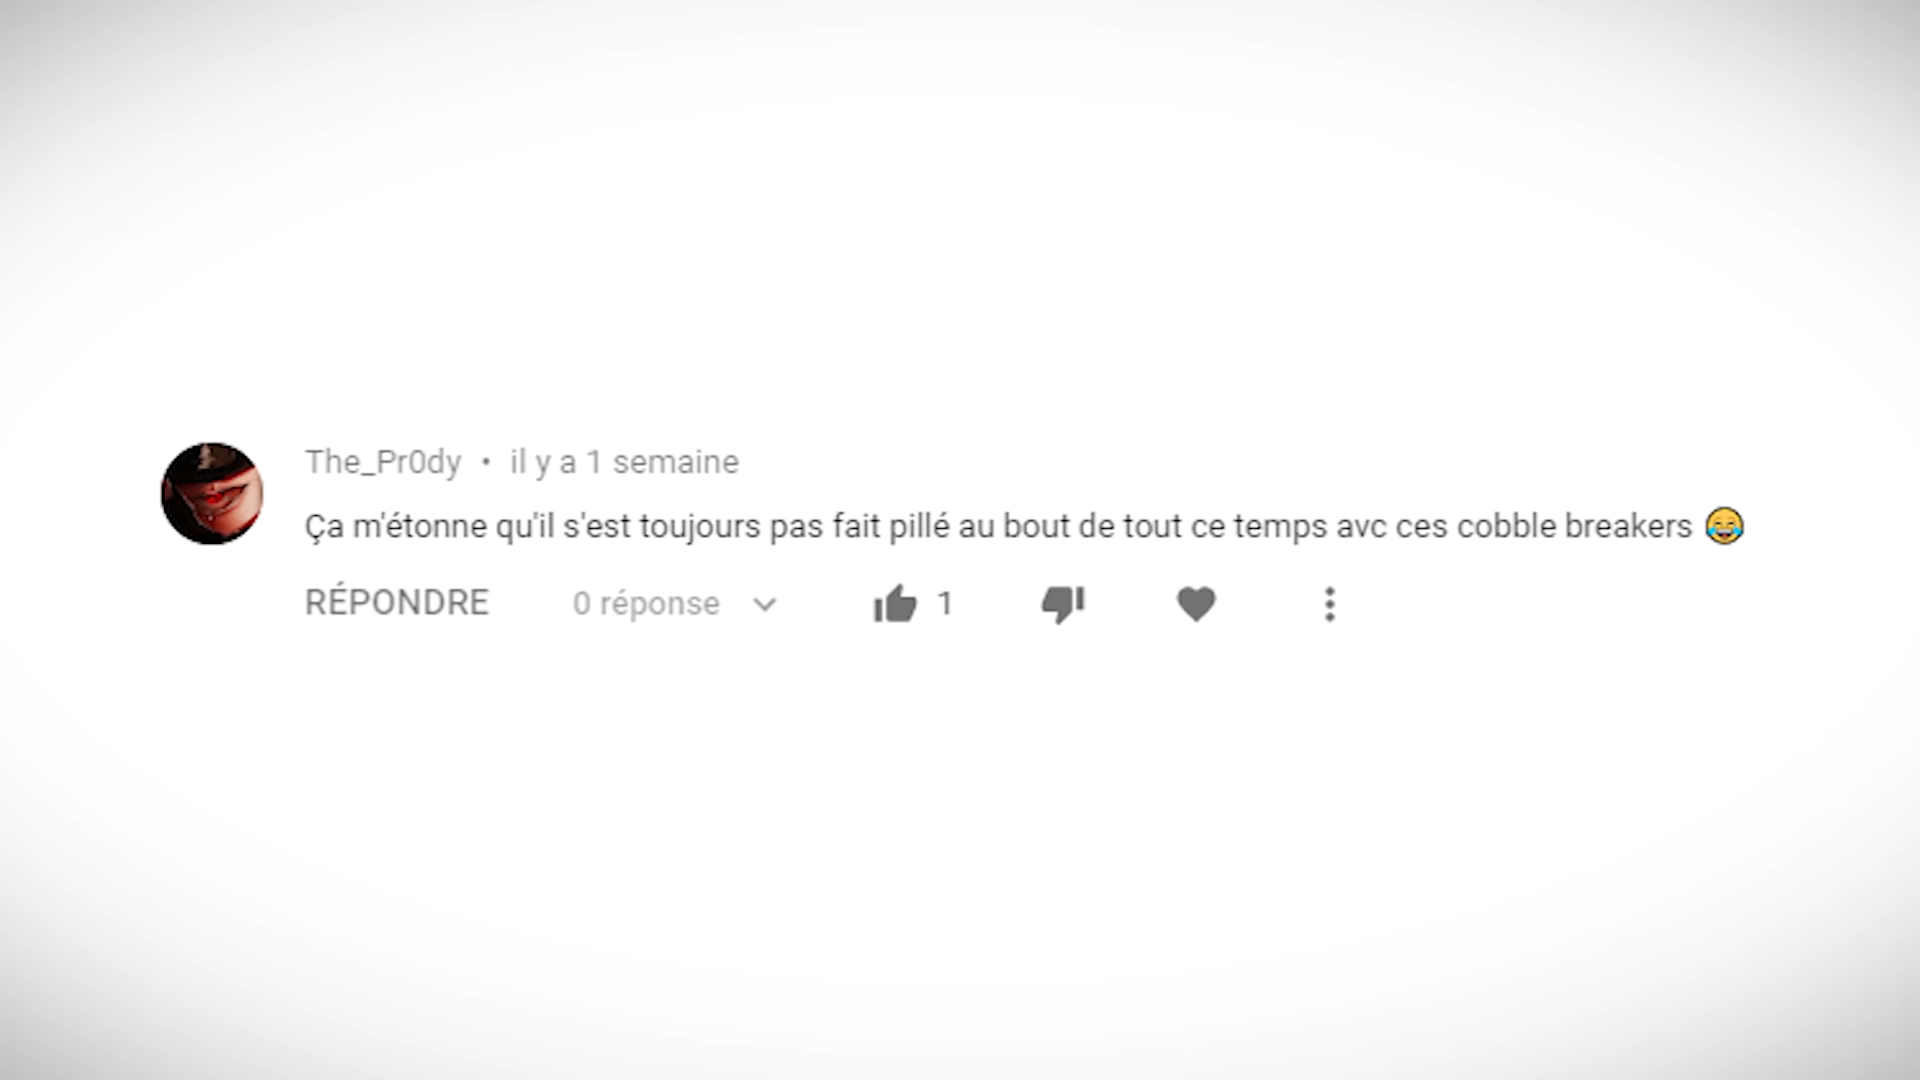 The_Pr0dy • il y a 1 semaine
Ça m'étonne qu'il s'est toujours pas fait pillé au bout de tout ce temps avc ces cobble breakers 😂
RÉPONDRE 0 réponse 1